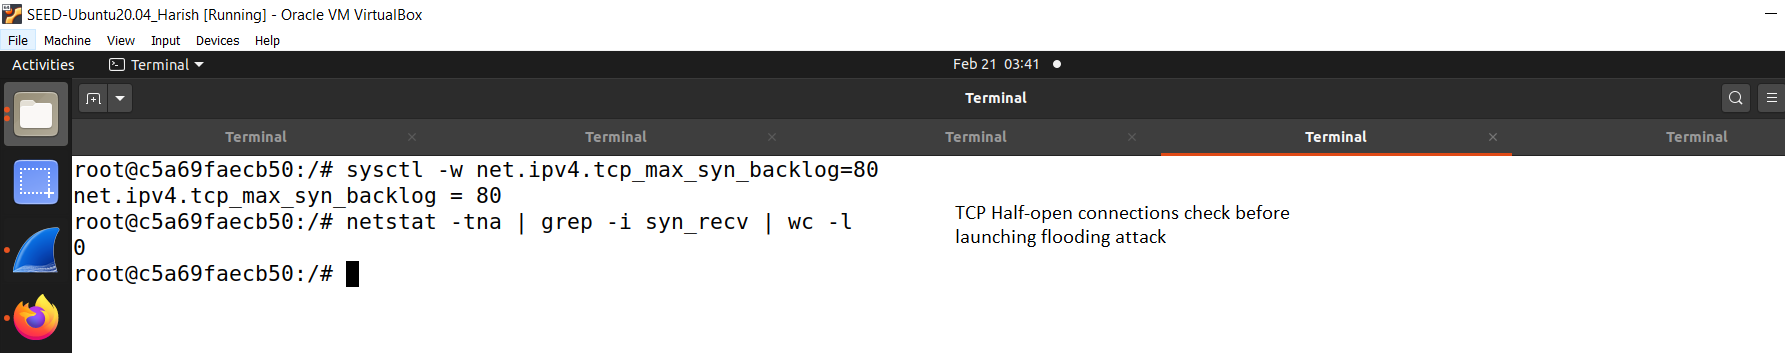 SEED-Ubuntu20.04_Harish [Running] - Oracle VM VirtualBox
File Machine View Input Devices Help
Activities Terminal Feb 21 03:41
Terminal
Terminal × Terminal × Terminal × Terminal × Terminal
root@c5a69faecb50:/# sysctl -w net.ipv4.tcp_max_syn_backlog=80
net.ipv4.tcp_max_syn_backlog = 80
root@c5a69faecb50:/# netstat -tna | grep -i syn_recv | wc -l
0
root@c5a69faecb50:/#
TCP Half-open connections check before
launching flooding attack